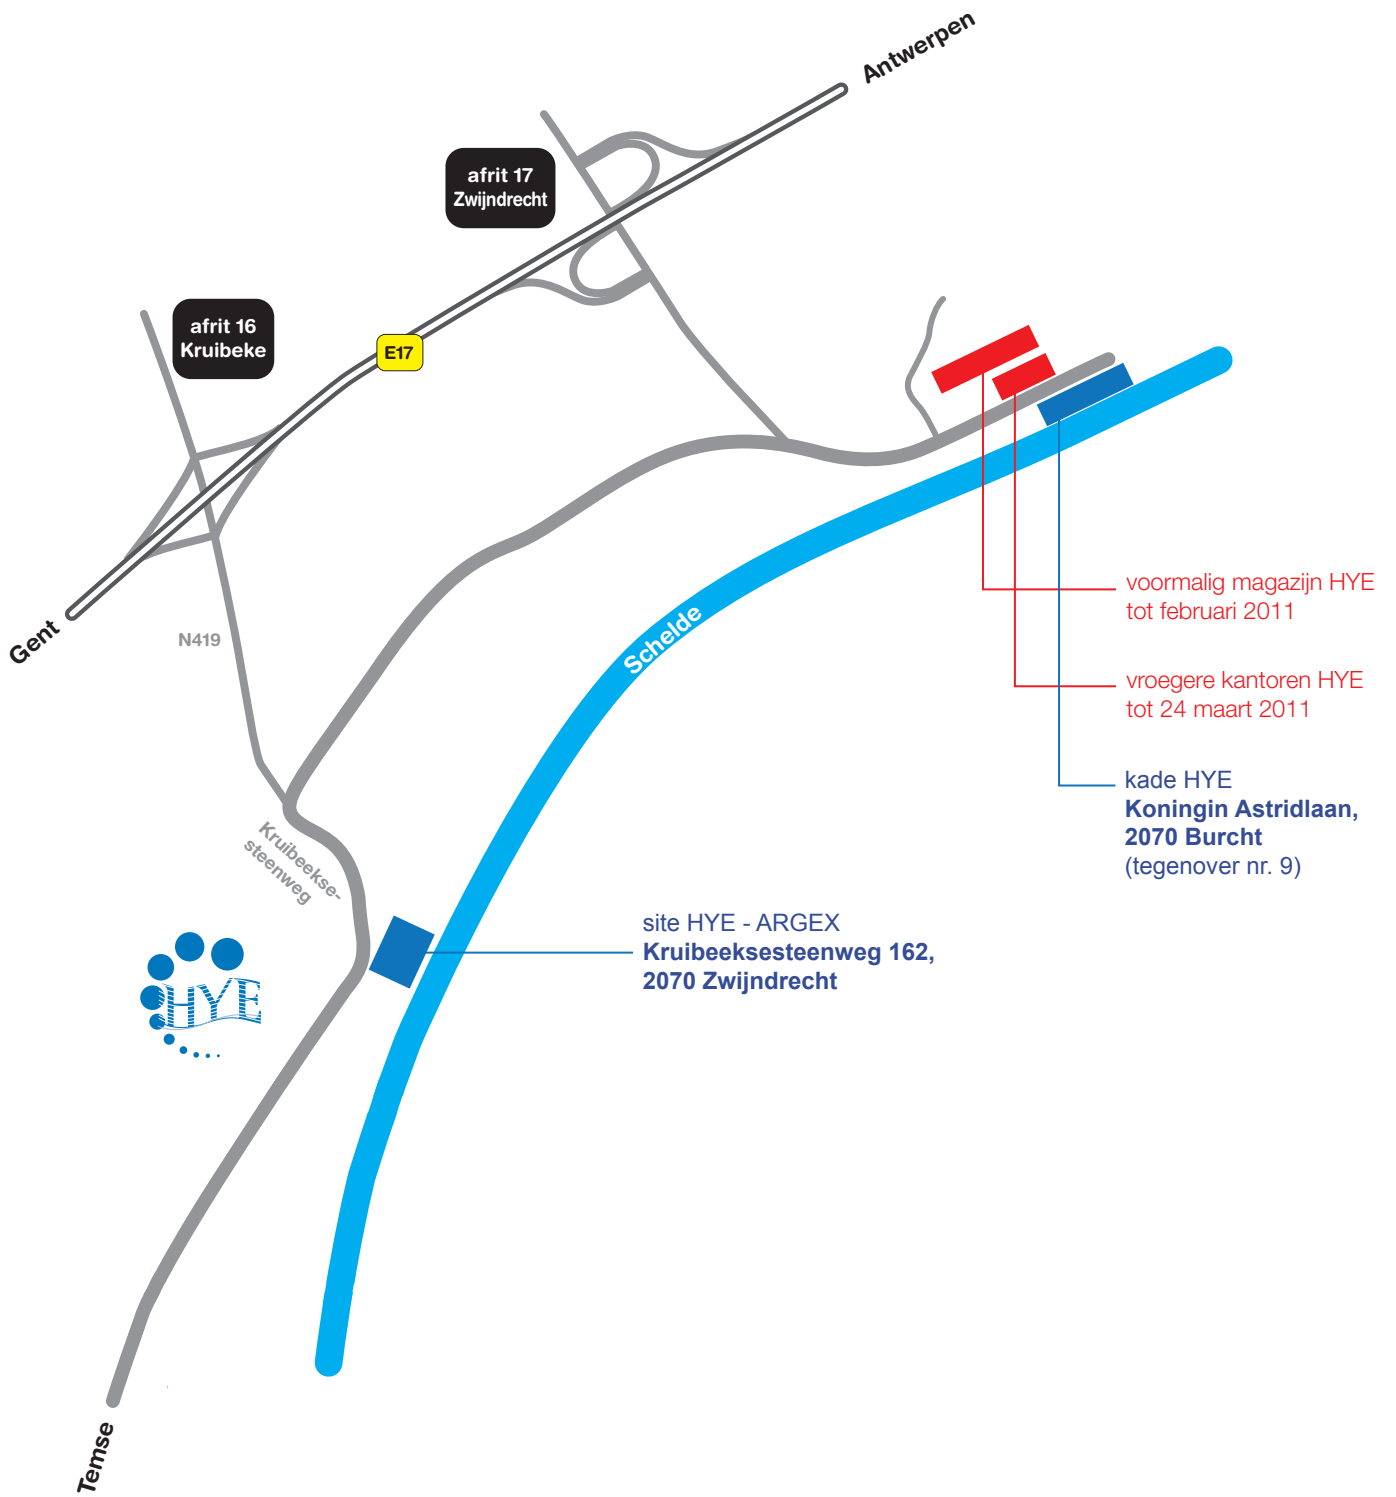 Antwerpen
afrit 17
Zwijndrecht
afrit 16
Kruibeke
E17
Gent
N419
Schelde
voormalig magazijn HYE
tot februari 2011
vroegere kantoren HYE
tot 24 maart 2011
kade HYE
Koningin Astridlaan,
2070 Burcht
(tegenover nr. 9)
Kruibeekse-
steenweg
site HYE - ARGEX
Kruibeeksesteenweg 162,
2070 Zwijndrecht
HYE
Temse